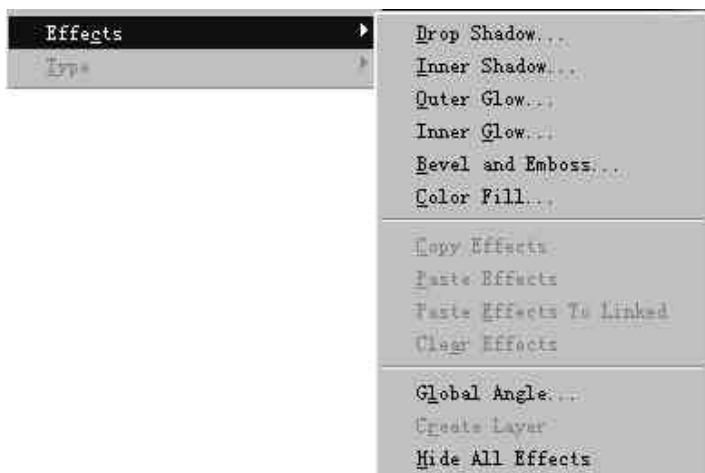 Effects
Type
Drop Shadow...
Inner Shadow...
Outer Glow...
Inner Glow...
Bevel and Emboss...
Color Fill...
Copy Effects
Paste Effects
Paste Effects To Linked
Clear Effects
Global Angle...
Create Layer
Hide All Effects